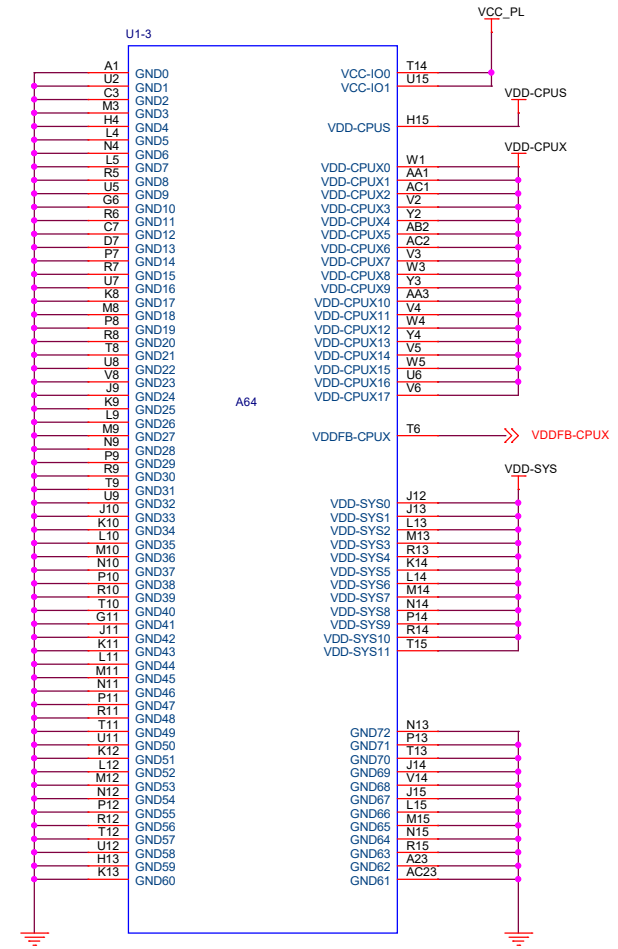 VCC_PL
U1-3
A1 GND0
U2 GND1
C3 GND2
M3 GND3
H4 GND4
L4 GND5
N4 GND6
L5 GND7
R5 GND8
U5 GND9
G6 GND10
R6 GND11
C7 GND12
D7 GND13
P7 GND14
R7 GND15
U7 GND16
K8 GND17
M8 GND18
P8 GND19
R8 GND20
T8 GND21
U8 GND22
V8 GND23
J9 GND24
K9 GND25
L9 GND26
M9 GND27
N9 GND28
P9 GND29
R9 GND30
T9 GND31
U9 GND32
J10 GND33
K10 GND34
L10 GND35
M10 GND36
N10 GND37
P10 GND38
R10 GND39
T10 GND40
G11 GND41
J11 GND42
K11 GND43
L11 GND44
M11 GND45
N11 GND46
P11 GND47
R11 GND48
T11 GND49
U11 GND50
K12 GND51
L12 GND52
M12 GND53
N12 GND54
P12 GND55
R12 GND56
T12 GND57
U12 GND58
H13 GND59
K13 GND60
A64
VCC-IO0 T14
VCC-IO1 U15
VDD-CPUS
VDD-CPUS H15
VDD-CPUX
VDD-CPUX0 W1
VDD-CPUX1 AA1
VDD-CPUX2 AC1
VDD-CPUX3 V2
VDD-CPUX4 Y2
VDD-CPUX5 AB2
VDD-CPUX6 AC2
VDD-CPUX7 V3
VDD-CPUX8 W3
VDD-CPUX9 Y3
VDD-CPUX10 AA3
VDD-CPUX11 V4
VDD-CPUX12 W4
VDD-CPUX13 Y4
VDD-CPUX14 V5
VDD-CPUX15 W5
VDD-CPUX16 U6
VDD-CPUX17 V6
VDDFB-CPUX T6 VDDFB-CPUX
VDD-SYS
VDD-SYS0 J12
VDD-SYS1 J13
VDD-SYS2 L13
VDD-SYS3 M13
VDD-SYS4 R13
VDD-SYS5 K14
VDD-SYS6 L14
VDD-SYS7 M14
VDD-SYS8 N14
VDD-SYS9 P14
VDD-SYS10 R14
VDD-SYS11 T15
GND72 N13
GND71 P13
GND70 T13
GND69 J14
GND68 V14
GND67 J15
GND66 L15
GND65 M15
GND64 N15
GND63 R15
GND62 A23
GND61 AC23